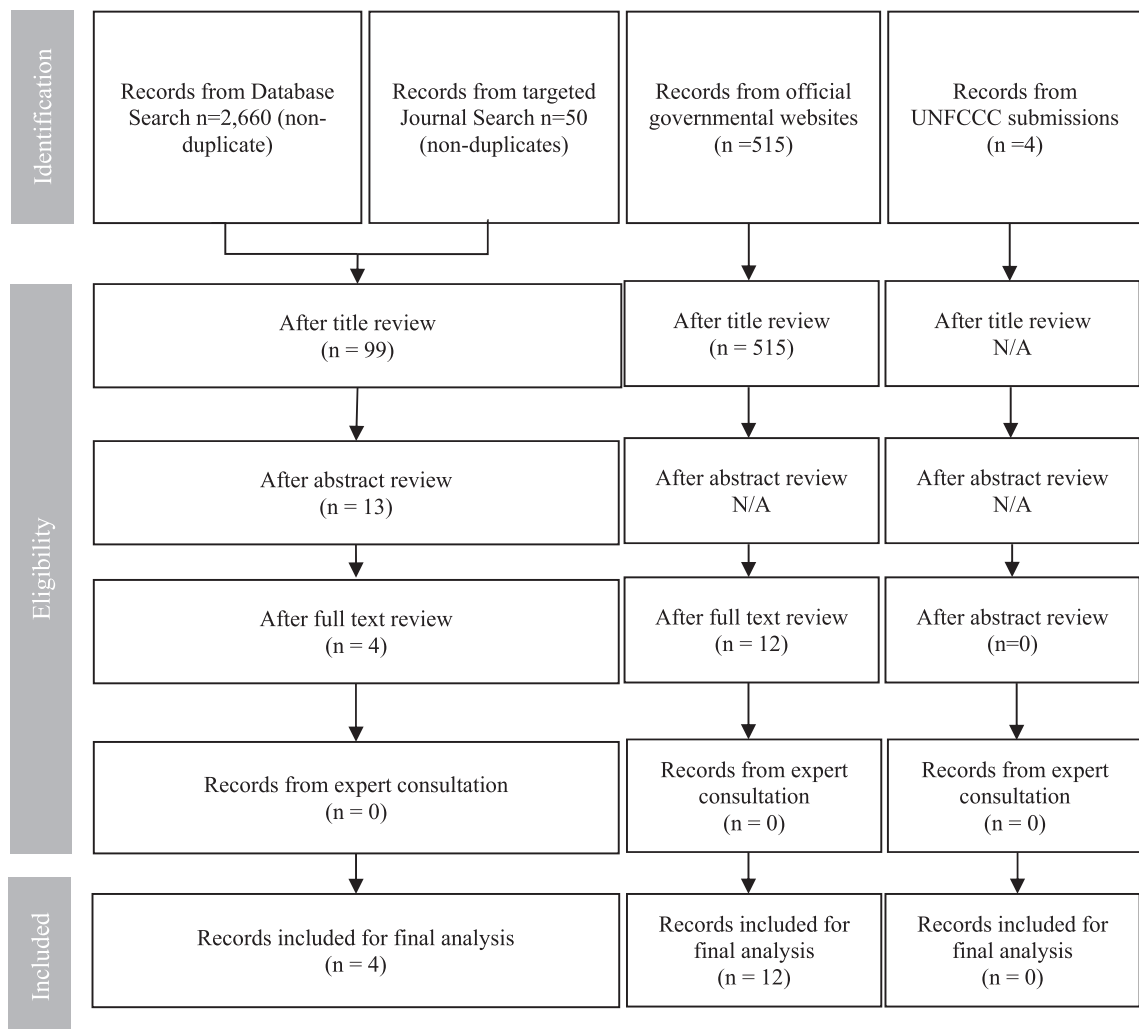 Identification
Records from Database
Search n=2,660 (non-
duplicate)
Records from targeted
Journal Search n=50
(non-duplicates)
Records from official
governmental websites
(n =515)
Records from
UNFCCC submissions
(n =4)
Eligibility
After title review
(n = 99)
After title review
(n = 515)
After title review
N/A
After abstract review
(n = 13)
After abstract review
N/A
After abstract review
N/A
After full text review
(n = 4)
After full text review
(n = 12)
After abstract review
(n=0)
Records from expert consultation
(n = 0)
Records from expert
consultation
(n = 0)
Records from expert
consultation
(n = 0)
Included
Records included for final analysis
(n = 4)
Records included for
final analysis
(n = 12)
Records included for
final analysis
(n = 0)